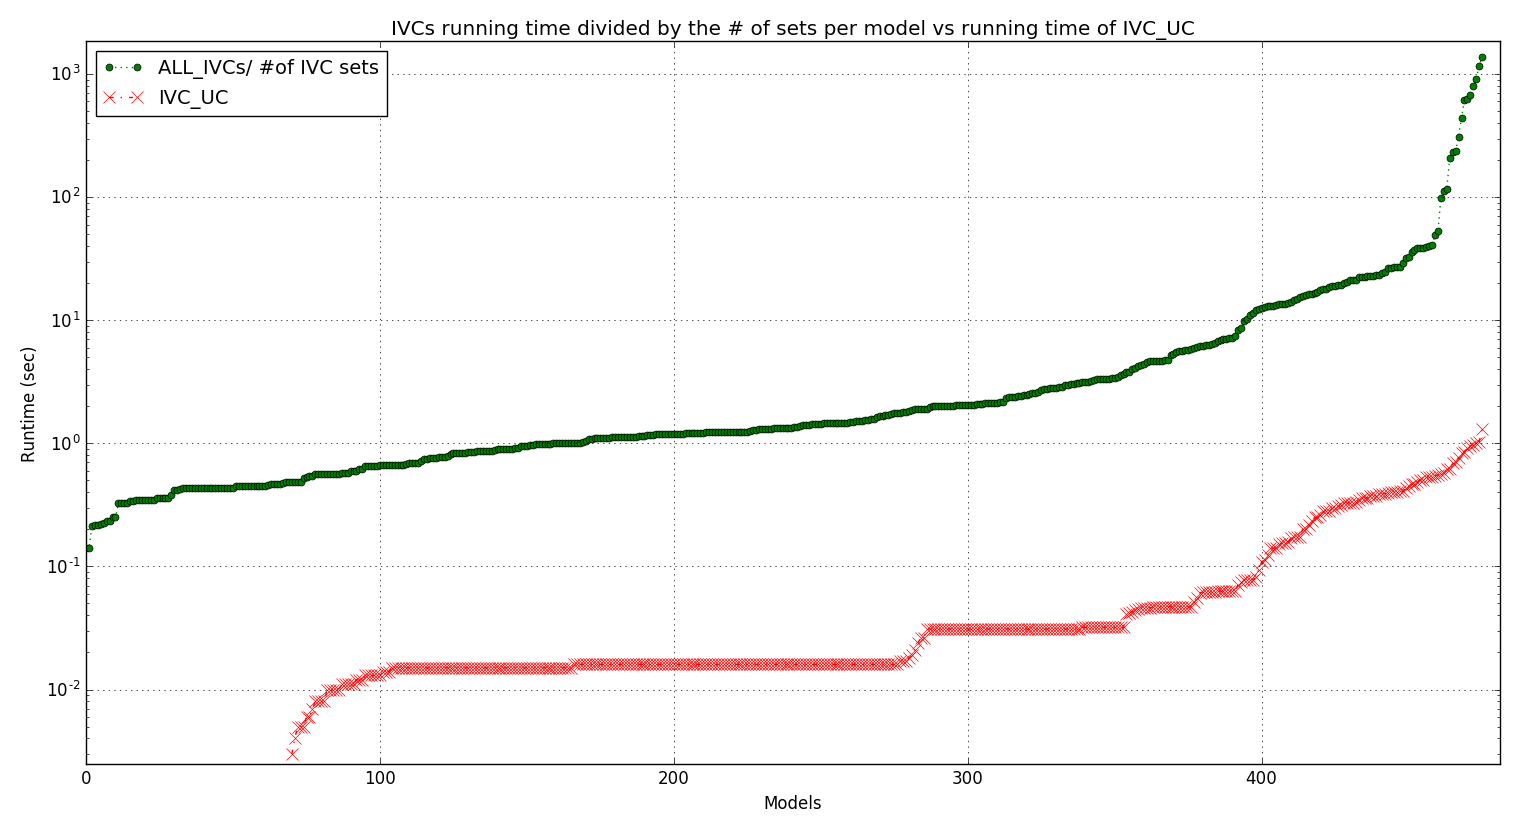 IVCs running time divided by the # of sets per model vs running time of IVC_UC
ALL_IVCs/ #of IVC sets
IVC_UC
Runtime (sec)
10³
10²
10¹
10⁰
10⁻¹
10⁻²
0 100 200 300 400
Models